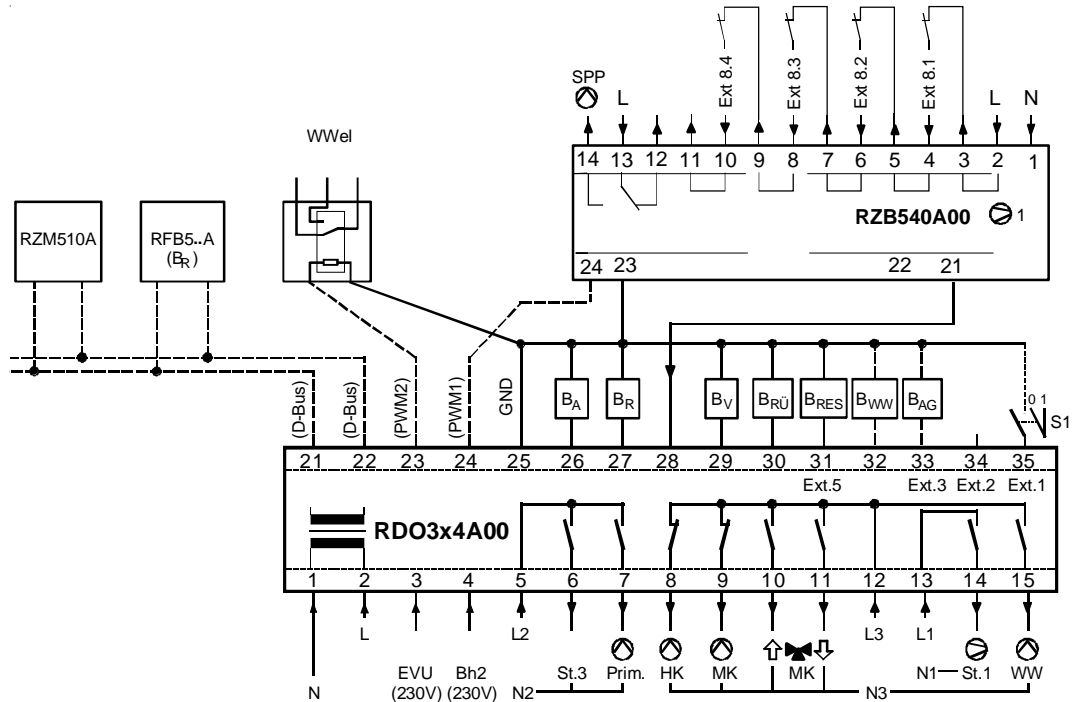 Ext 8.4
Ext 8.3
Ext 8.2
Ext 8.1
SPP
L
L
N
WWel
14 13 12 11 10 9 8 7 6 5 4 3 2 1
RZB540A00
1
24 23 22 21
RZM510A
RFB5..A
(BR)
(D-Bus)
(D-Bus)
(PWM2)
(PWM1)
GND
BA
BR
BV
BRÜ
BRES
BWW
BAG
0 1
S1
21 22 23 24 25 26 27 28 29 30 31 32 33 34 35
Ext.5
Ext.3
Ext.2
Ext.1
RDO3x4A00
1 2 3 4 5 6 7 8 9 10 11 12 13 14 15
L
L2
L3
L1
EVU
(230V)
Bh2
(230V)
St.3
Prim.
HK
MK
MK
N1
St.1
WW
N
N2
N3